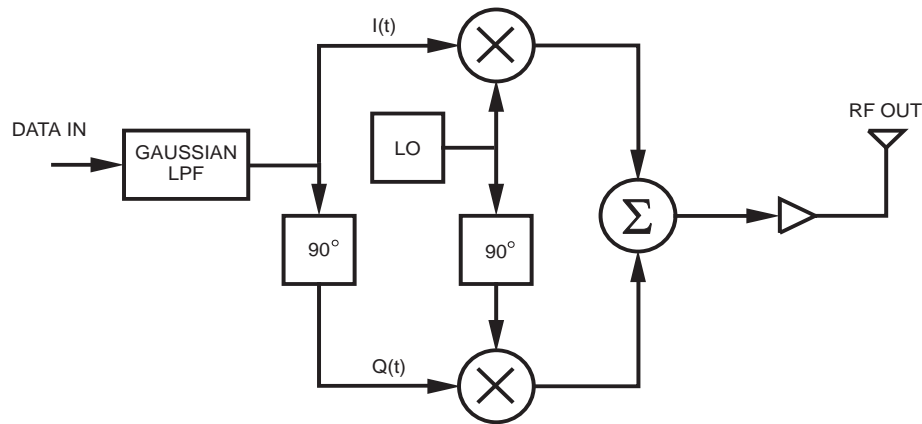 I(t)
DATA IN
GAUSSIAN
LPF
LO
RF OUT
90°
90°
Σ
Q(t)